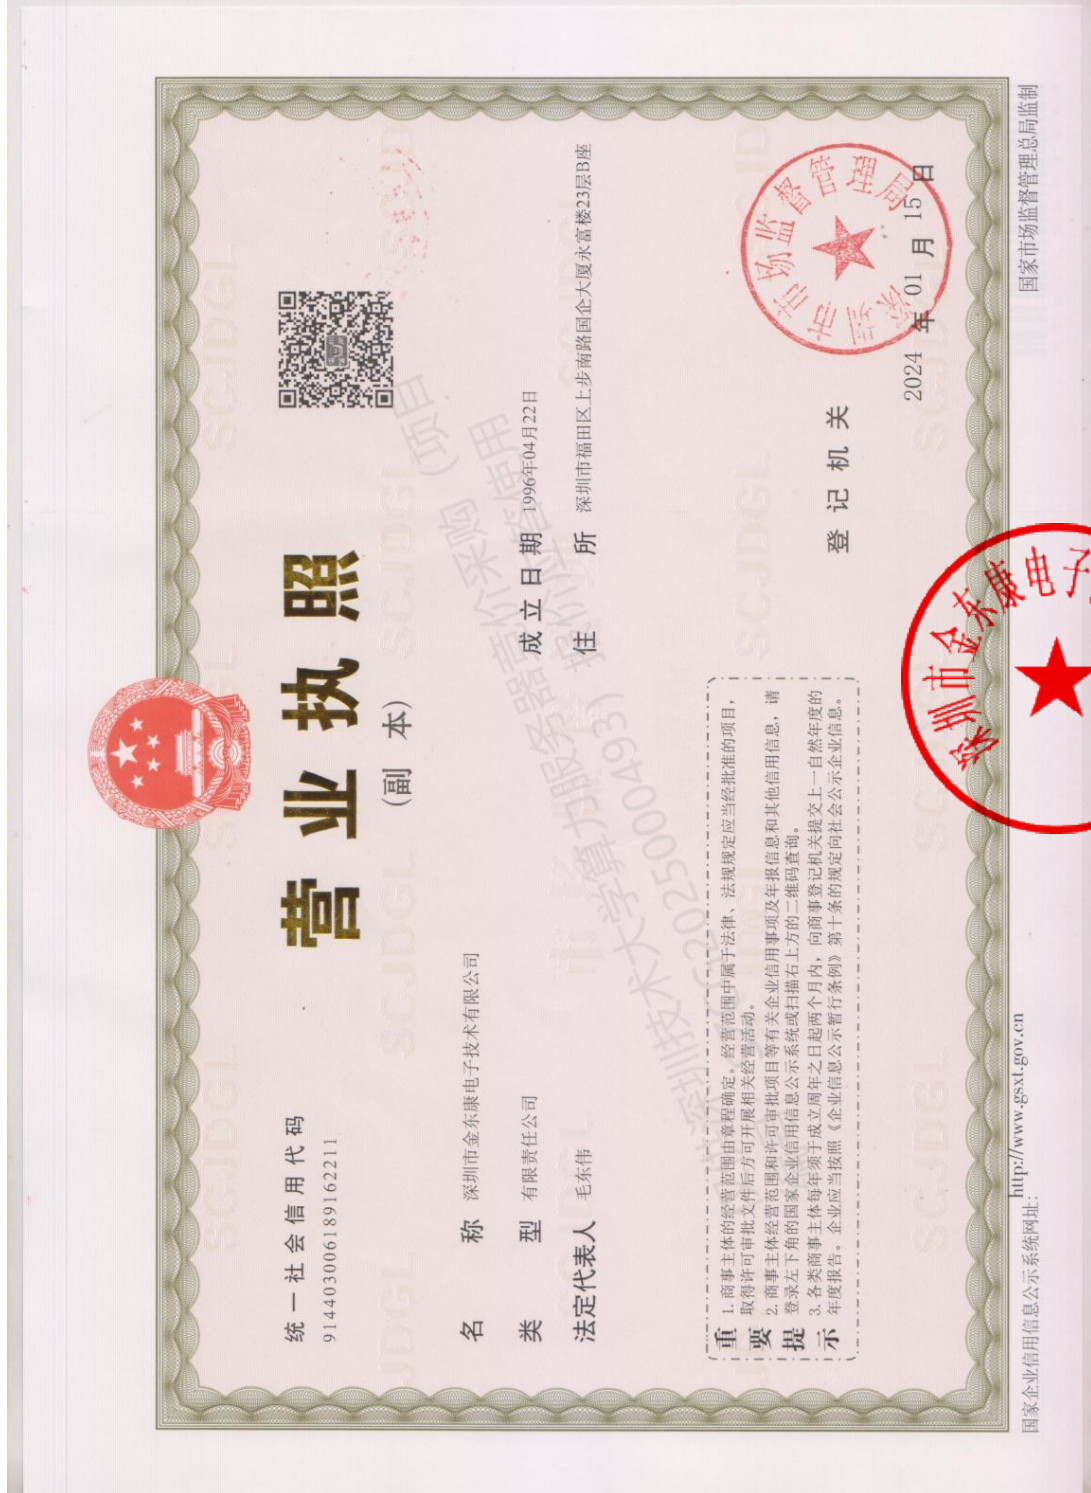 营业执照
(副 本)
统一社会信用代码
914403006189162211
名 称 深圳市金东康电子技术有限公司
类 型 有限责任公司
法定代表人 毛东伟
成立日期 1996年04月22日
住 所 深圳市福田区上步南路国企大厦永富楼23层B座
深圳技术大学算力服务器竞价采购（项目
2025000493）报价应答使用
重要提示
1. 商事主体的经营范围由章程确定。经营范围中属于法律、法规规定应当经批准的项目，
取得许可审批文件后方可开展相关经营活动。
2. 商事主体经营范围和许可审批项目等有关企业信用事项及年报信息和其他信用信息，请
登录左下角的国家企业信用信息公示系统或扫描右上方的二维码查询。
3. 各类商事主体每年须于成立周年之日起两个月内，向商事登记机关提交上一自然年度的
年度报告。企业应当按照《企业信息公示暂行条例》第十条的规定向社会公示企业信息。
登记机关
深圳市市场监督管理局
2024 年 01 月 15 日
深圳市金东康电子
国家企业信用信息公示系统网址：http://www.gsxt.gov.cn
国家市场监督管理总局监制